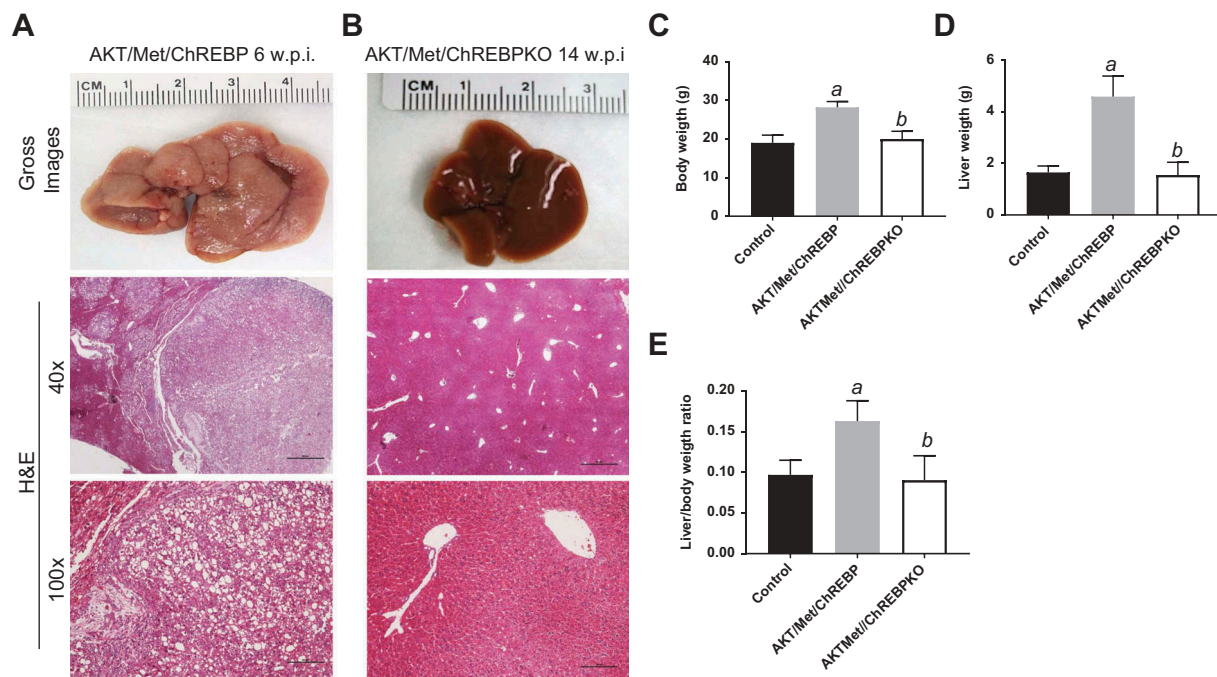 A
AKT/Met/ChREBP 6 w.p.i.
B
AKT/Met/ChREBPKO 14 w.p.i
Gross
Images
CM 1 2 3 4
CM 1 2 3
H&E
40x
100x
C
Body weigth (g)
40
30
20
10
0
a
b
Control
AKT/Met/ChREBP
AKTMet//ChREBPKO
D
Liver weigth (g)
6
4
2
0
a
b
Control
AKT/Met/ChREBP
AKTMet//ChREBPKO
E
Liver/body weigth ratio
0.20
0.15
0.10
0.05
0.00
a
b
Control
AKT/Met/ChREBP
AKTMet//ChREBPKO